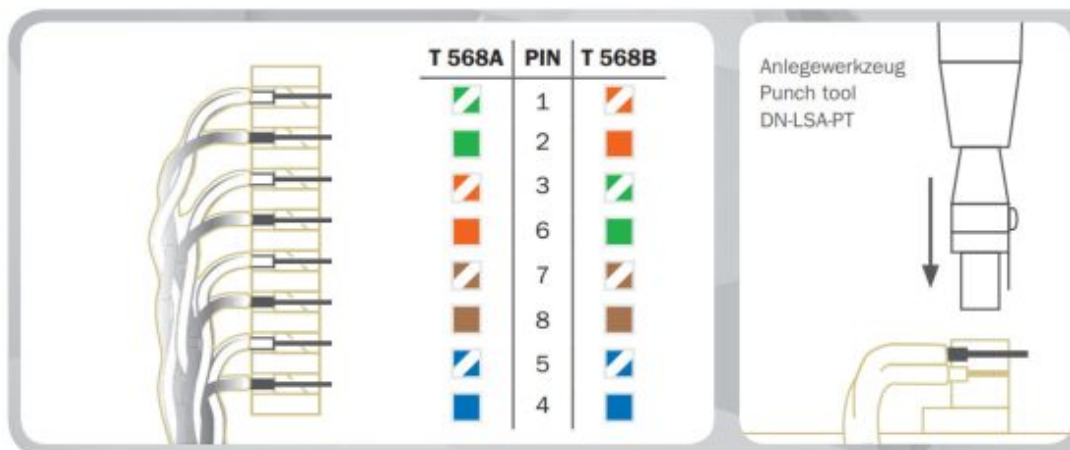 T 568A PIN T 568B
1
2
3
6
7
8
5
4
Anlegewerkzeug
Punch tool
DN-LSA-PT